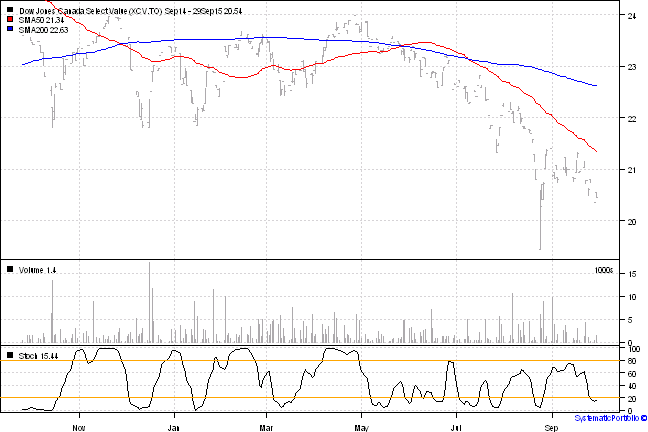 Dow Jones Canada Select Value (XCV.TO) Sep14 - 29Sep15 20.54
SMA50 21.34
SMA200 22.63
24
23
22
21
20
Volume 1.4
1000s
15
10
5
0
Stoch 15.44
100
80
60
40
20
0
Nov Jan Mar May Jul Sep
SystematicPortfolio ©